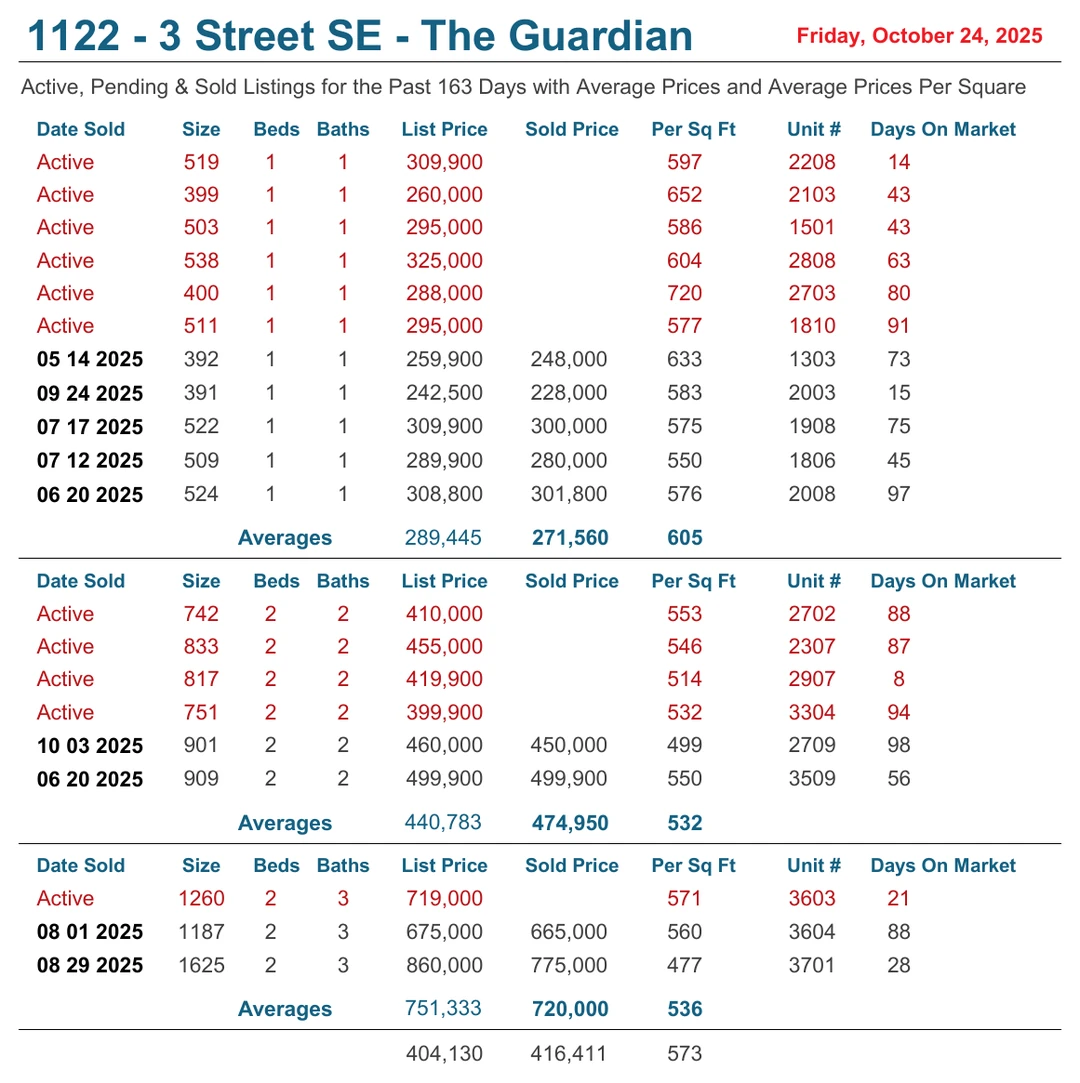 1122 - 3 Street SE - The Guardian Friday, October 24, 2025
Active, Pending & Sold Listings for the Past 163 Days with Average Prices and Average Prices Per Square
Date Sold Size Beds Baths List Price Sold Price Per Sq Ft Unit # Days On Market
Active 519 1 1 309,900 597 2208 14
Active 399 1 1 260,000 652 2103 43
Active 503 1 1 295,000 586 1501 43
Active 538 1 1 325,000 604 2808 63
Active 400 1 1 288,000 720 2703 80
Active 511 1 1 295,000 577 1810 91
05 14 2025 392 1 1 259,900 248,000 633 1303 73
09 24 2025 391 1 1 242,500 228,000 583 2003 15
07 17 2025 522 1 1 309,900 300,000 575 1908 75
07 12 2025 509 1 1 289,900 280,000 550 1806 45
06 20 2025 524 1 1 308,800 301,800 576 2008 97
Averages 289,445 271,560 605
Date Sold Size Beds Baths List Price Sold Price Per Sq Ft Unit # Days On Market
Active 742 2 2 410,000 553 2702 88
Active 833 2 2 455,000 546 2307 87
Active 817 2 2 419,900 514 2907 8
Active 751 2 2 399,900 532 3304 94
10 03 2025 901 2 2 460,000 450,000 499 2709 98
06 20 2025 909 2 2 499,900 499,900 550 3509 56
Averages 440,783 474,950 532
Date Sold Size Beds Baths List Price Sold Price Per Sq Ft Unit # Days On Market
Active 1260 2 3 719,000 571 3603 21
08 01 2025 1187 2 3 675,000 665,000 560 3604 88
08 29 2025 1625 2 3 860,000 775,000 477 3701 28
Averages 751,333 720,000 536
404,130 416,411 573